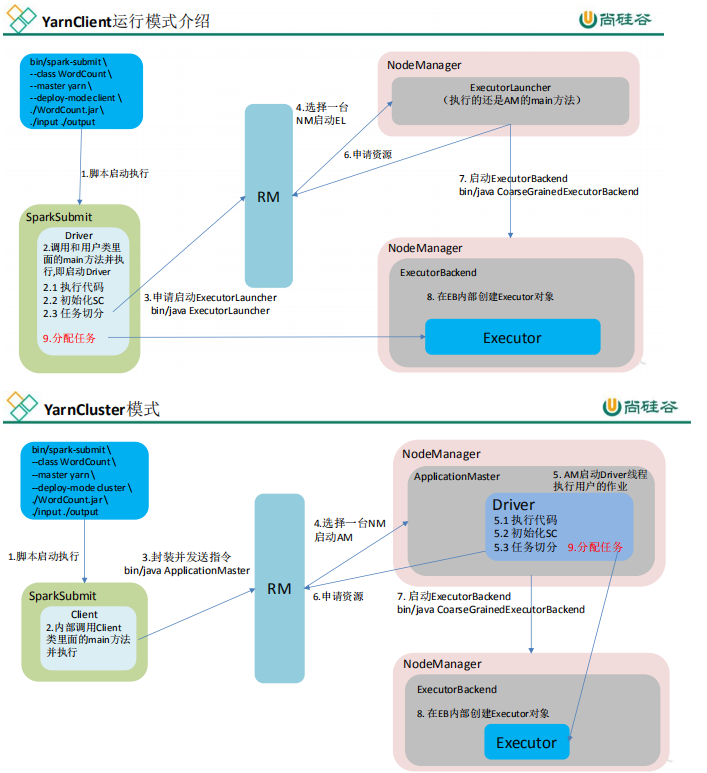 YarnClient运行模式介绍
尚硅谷
bin/spark-submit \
--class WordCount \
--master yarn \
--deploy-mode client \
./WordCount.jar \
./input ./output
1.脚本启动执行
SparkSubmit
Driver
2.调用和用户类里
面的main方法并执
行,即启动Driver
2.1 执行代码
2.2 初始化SC
2.3 任务切分
9.分配任务
3.申请启动ExecutorLauncher
bin/java ExecutorLauncher
RM
4.选择一台
NM启动EL
6.申请资源
NodeManager
ExecutorLauncher
（执行的还是AM的main方法）
7. 启动ExecutorBackend
bin/java CoarseGrainedExecutorBackend
NodeManager
ExecutorBackend
8. 在EB内部创建Executor对象
Executor
YarnCluster模式
尚硅谷
bin/spark-submit \
--class WordCount \
--master yarn \
--deploy-mode cluster \
./WordCount.jar \
./input ./output
1.脚本启动执行
SparkSubmit
Client
2.内部调用Client
类里面的main方法
并执行
3.封装并发送指令
bin/java ApplicationMaster
RM
4.选择一台NM
启动AM
6.申请资源
NodeManager
ApplicationMaster
5. AM启动Driver线程
执行用户的作业
Driver
5.1 执行代码
5.2 初始化SC
5.3 任务切分
9.分配任务
7. 启动ExecutorBackend
bin/java CoarseGrainedExecutorBackend
NodeManager
ExecutorBackend
8. 在EB内部创建Executor对象
Executor